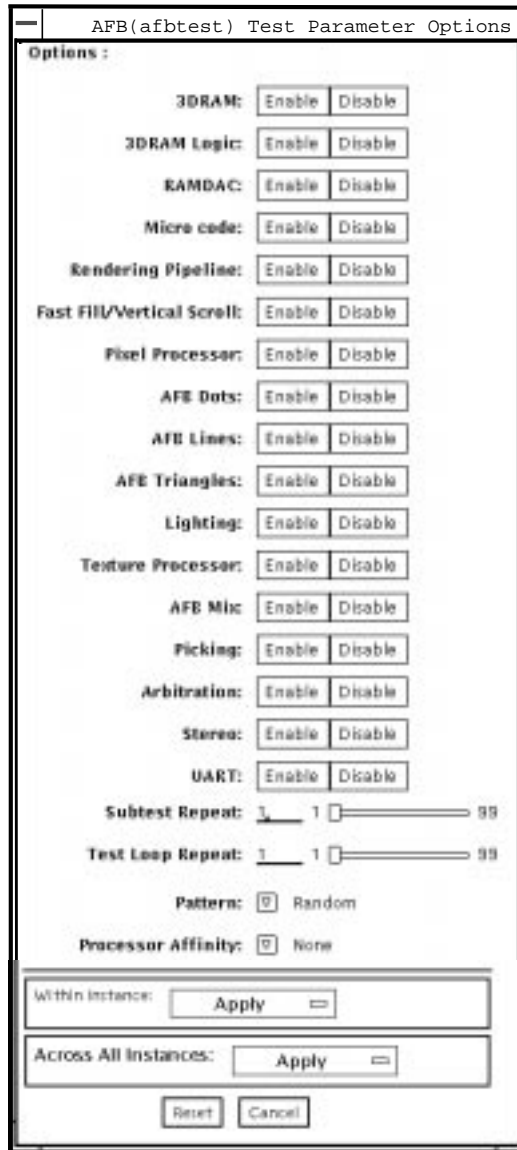 AFB(afbtest) Test Parameter Options
Options :
3DRAM: Enable Disable
3DRAM Logic: Enable Disable
RAMDAC: Enable Disable
Micro code: Enable Disable
Rendering Pipeline: Enable Disable
Fast Fill/Vertical Scroll: Enable Disable
Pixel Processor: Enable Disable
AFB Dots: Enable Disable
AFB Lines: Enable Disable
AFB Triangles: Enable Disable
Lighting: Enable Disable
Texture Processor: Enable Disable
AFB Mix: Enable Disable
Picking: Enable Disable
Arbitration: Enable Disable
Stereo: Enable Disable
UART: Enable Disable
Subtest Repeat: 1 1 99
Test Loop Repeat: 1 1 99
Pattern: Random
Processor Affinity: None
Within Instance: Apply
Across All Instances: Apply
Reset Cancel